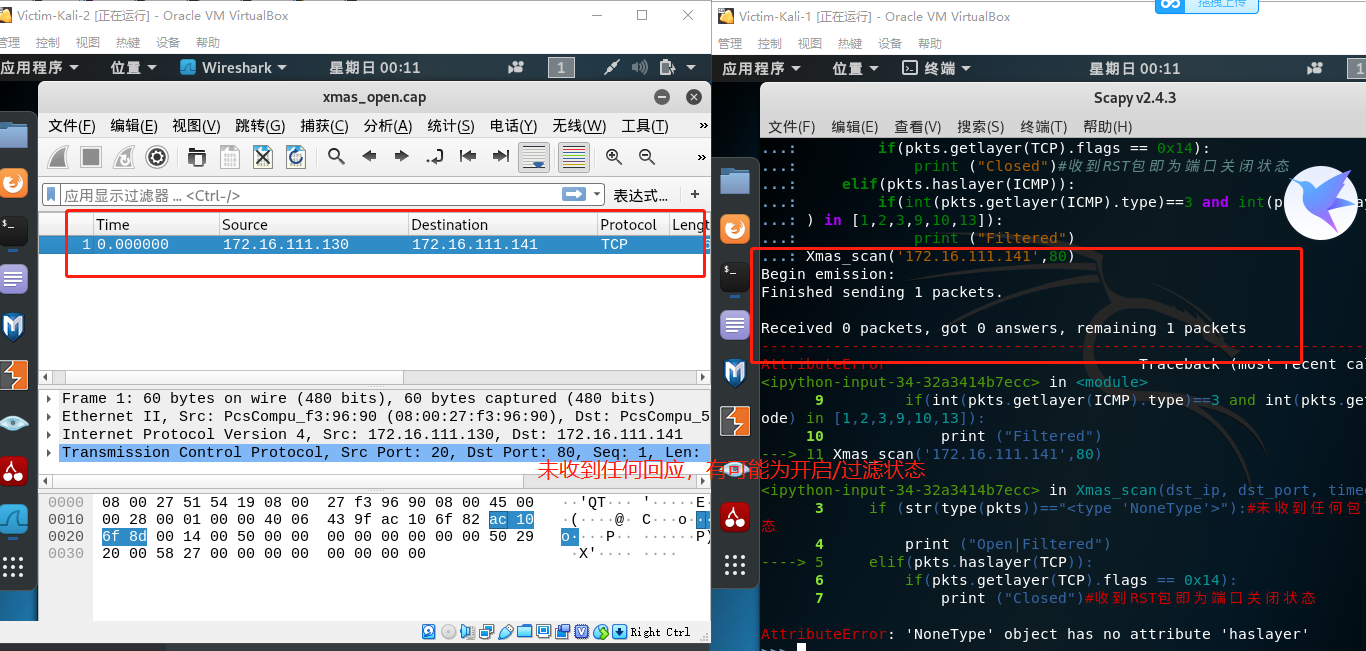 Victim-Kali-2 [正在运行] - Oracle VM VirtualBox
管理 控制 视图 热键 设备 帮助
应用程序 位置 Wireshark 星期日 00:11 1
xmas_open.cap
文件(F) 编辑(E) 视图(V) 跳转(G) 捕获(C) 分析(A) 统计(S) 电话(Y) 无线(W) 工具(T) »
应用显示过滤器 … <Ctrl-/> 表达式… +
Time Source Destination Protocol Lengt
1 0.000000 172.16.111.130 172.16.111.141 TCP 6
Frame 1: 60 bytes on wire (480 bits), 60 bytes captured (480 bits)
Ethernet II, Src: PcsCompu_f3:96:90 (08:00:27:f3:96:90), Dst: PcsCompu_5
Internet Protocol Version 4, Src: 172.16.111.130, Dst: 172.16.111.141
Transmission Control Protocol, Src Port: 20, Dst Port: 80, Seq: 1, Len:
未收到任何回应，有可能为开启/过滤状态
0000 08 00 27 51 54 19 08 00 27 f3 96 90 08 00 45 00 ··'QT··· '·····E·
0010 00 28 00 01 00 00 40 06 43 9f ac 10 6f 82 ac 10 ·(····@· C···o···
0020 6f 8d 00 14 00 50 00 00 00 00 00 00 00 00 50 29 o····P·· ······P)
0030 20 00 58 27 00 00 00 00 00 00 00 00 ·X'····· ····
Right Ctrl
拖拽上传
Victim-Kali-1 [正在运行] - Oracle VM VirtualBox
管理 控制 视图 热键 设备 帮助
应用程序 位置 终端 星期日 00:11 1
Scapy v2.4.3
文件(F) 编辑(E) 查看(V) 搜索(S) 终端(T) 帮助(H)
...: if(pkts.getlayer(TCP).flags == 0x14):
...: print ("Closed")#收到RST包即为端口关闭状态
...: elif(pkts.haslayer(ICMP)):
...: if(int(pkts.getlayer(ICMP).type)==3 and int(p
...: ) in [1,2,3,9,10,13]):
...: print ("Filtered")
...: Xmas_scan('172.16.111.141',80)
Begin emission:
Finished sending 1 packets.
Received 0 packets, got 0 answers, remaining 1 packets
AttributeError Traceback (most recent ca
<ipython-input-34-32a3414b7ecc> in <module>
9 if(int(pkts.getlayer(ICMP).type)==3 and int(pkts.get
ode) in [1,2,3,9,10,13]):
10 print ("Filtered")
---> 11 Xmas_scan('172.16.111.141',80)
<ipython-input-34-32a3414b7ecc> in Xmas_scan(dst_ip, dst_port, timeo
3 if (str(type(pkts))=="<type 'NoneType'>"):#未收到任何包
态
4 print ("Open|Filtered")
----> 5 elif(pkts.haslayer(TCP)):
6 if(pkts.getlayer(TCP).flags == 0x14):
7 print ("Closed")#收到RST包即为端口关闭状态
AttributeError: 'NoneType' object has no attribute 'haslayer'
>>>